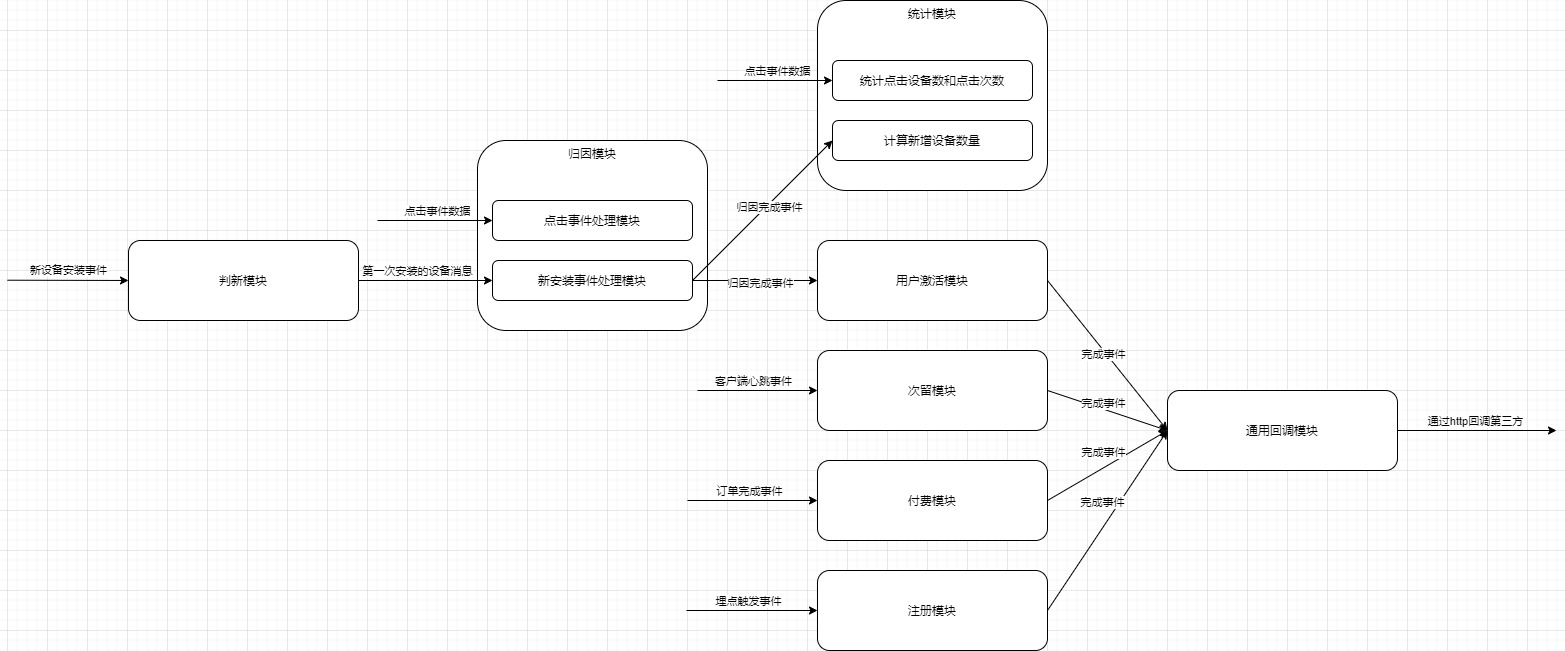 统计模块
点击事件数据
统计点击设备数和点击次数
计算新增设备数量
归因模块
归因完成事件
点击事件数据
点击事件处理模块
新设备安装事件
判新模块
第一次安装的设备消息
新安装事件处理模块
归因完成事件
用户激活模块
完成事件
客户端心跳事件
次留模块
完成事件
通过http回调第三方
通用回调模块
完成事件
订单完成事件
付费模块
完成事件
埋点触发事件
注册模块